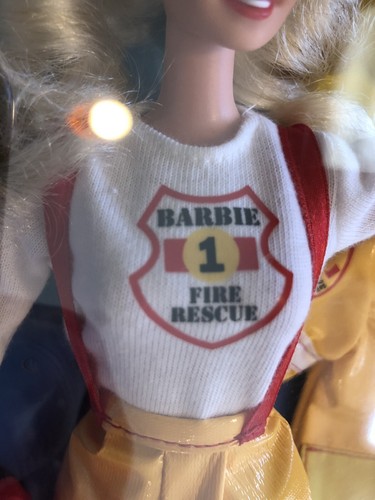 BARBIE
1
FIRE
RESCUE